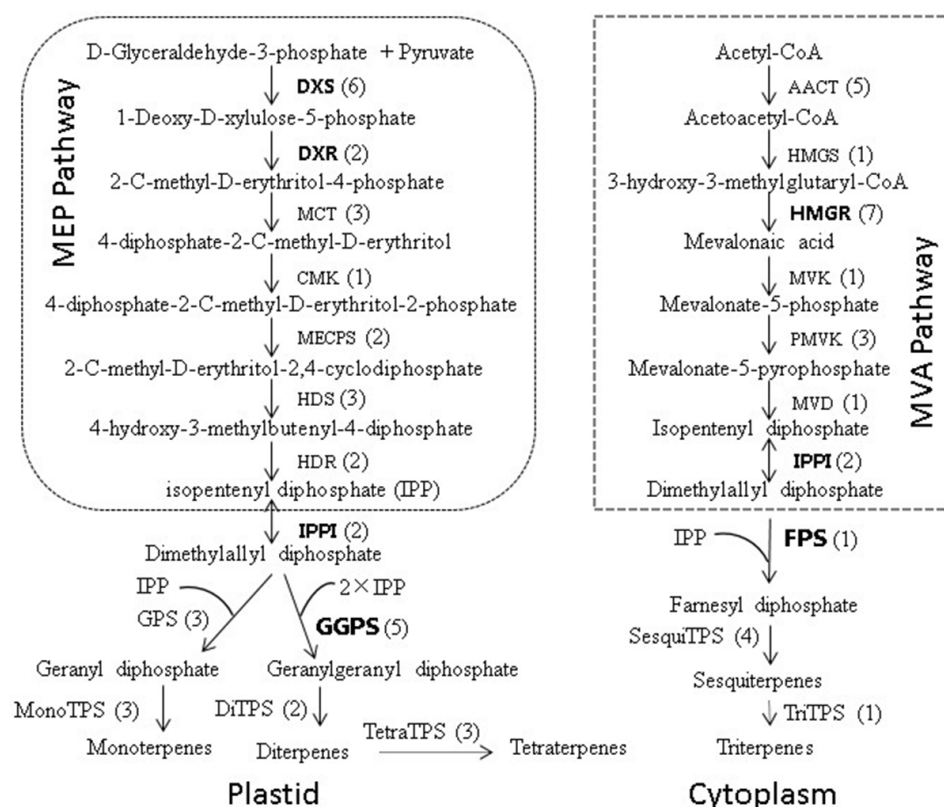 MEP Pathway
D-Glyceraldehyde-3-phosphate + Pyruvate
DXS (6)
1-Deoxy-D-xylulose-5-phosphate
DXR (2)
2-C-methyl-D-erythritol-4-phosphate
MCT (3)
4-diphosphate-2-C-methyl-D-erythritol
CMK (1)
4-diphosphate-2-C-methyl-D-erythritol-2-phosphate
MECPS (2)
2-C-methyl-D-erythritol-2,4-cyclodiphosphate
HDS (3)
4-hydroxy-3-methylbutenyl-4-diphosphate
HDR (2)
isopentenyl diphosphate (IPP)
IPPI (2)
Dimethylallyl diphosphate
IPP
2×IPP
GPS (3)
GGPS (5)
Geranyl diphosphate
Geranylgeranyl diphosphate
MonoTPS (3)
DiTPS (2)
TetraTPS (3)
Monoterpenes
Diterpenes
Tetraterpenes
Plastid
MVA Pathway
Acetyl-CoA
AACT (5)
Acetoacetyl-CoA
HMGS (1)
3-hydroxy-3-methylglutaryl-CoA
HMGR (7)
Mevalonaic acid
MVK (1)
Mevalonate-5-phosphate
PMVK (3)
Mevalonate-5-pyrophosphate
MVD (1)
Isopentenyl diphosphate
IPPI (2)
Dimethylallyl diphosphate
IPP
FPS (1)
Farnesyl diphosphate
SesquiTPS (4)
Sesquiterpenes
TriTPS (1)
Triterpenes
Cytoplasm